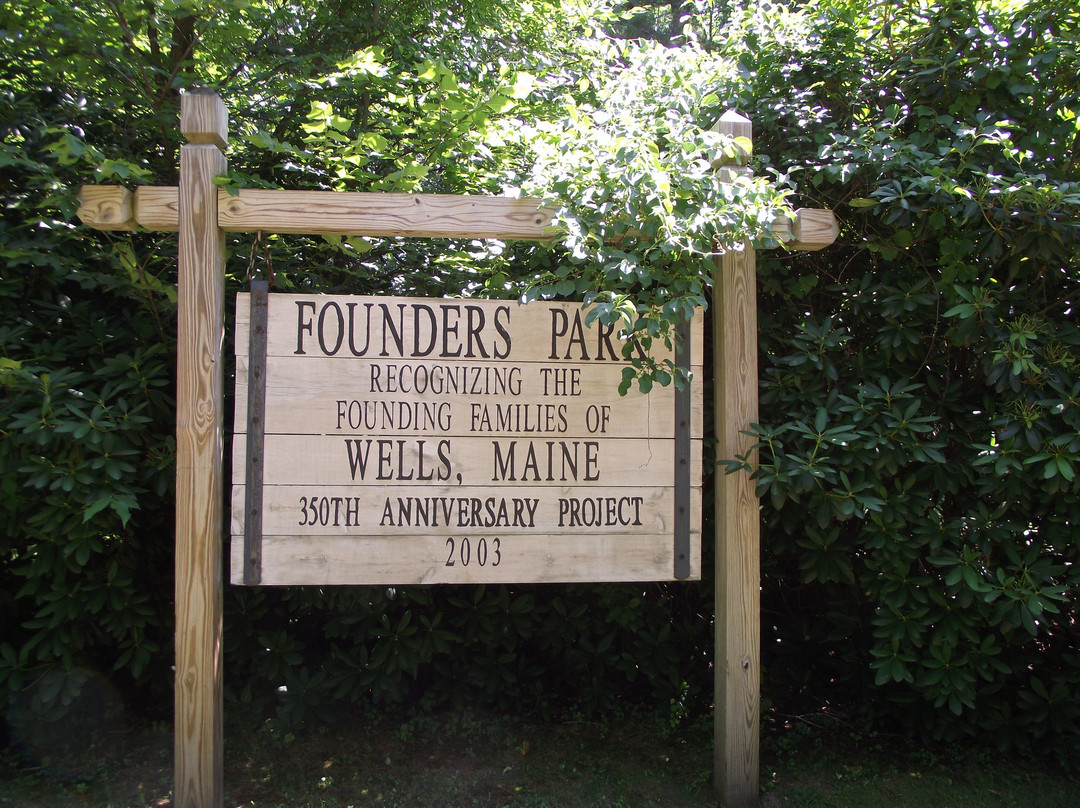 FOUNDERS PARK
RECOGNIZING THE
FOUNDING FAMILIES OF
WELLS, MAINE
350TH ANNIVERSARY PROJECT
2003